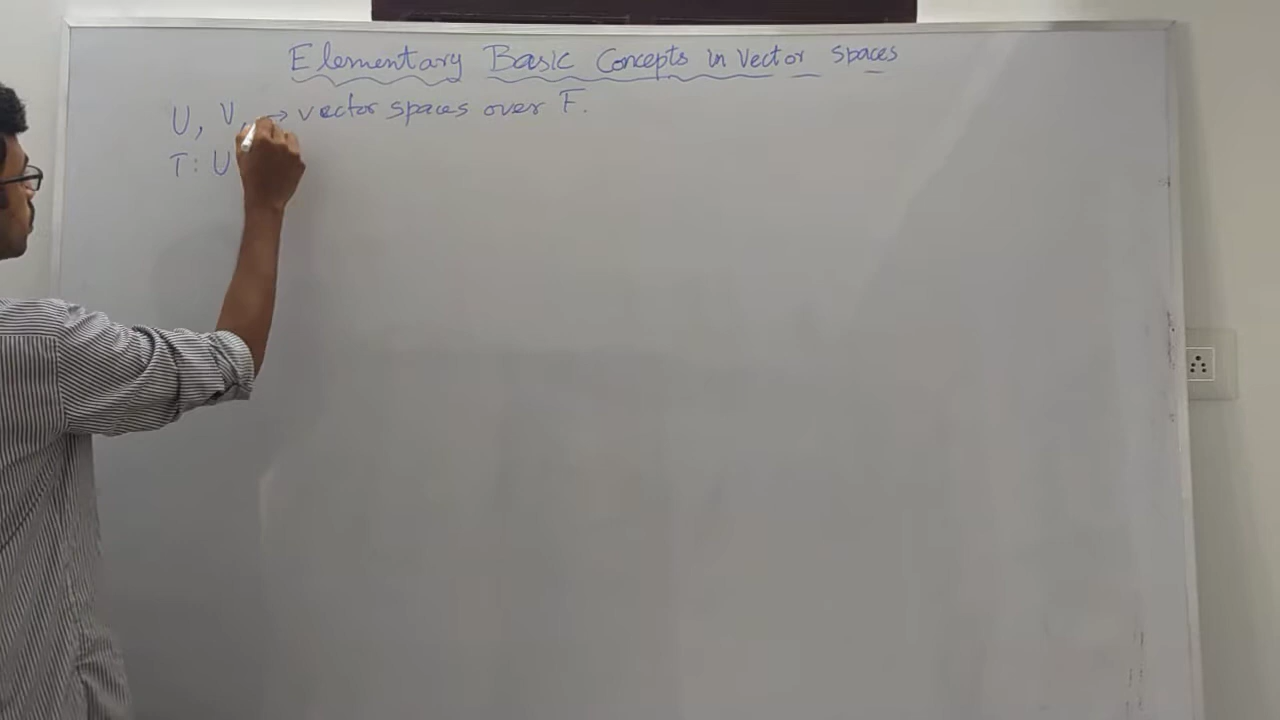 Elementary Basic Concepts in Vector Spaces
U, V, → vector spaces over F.
T: U